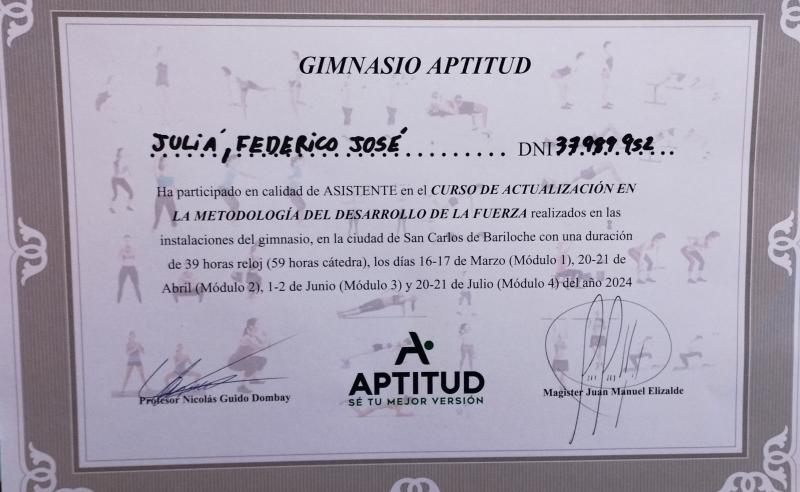 GIMNASIO APTITUD
JULIÁ, FEDERICO JOSÉ.......... DNI 37.989.952...
Ha participado en calidad de ASISTENTE en el CURSO DE ACTUALIZACIÓN EN
LA METODOLOGÍA DEL DESARROLLO DE LA FUERZA realizados en las
instalaciones del gimnasio, en la ciudad de San Carlos de Bariloche con una duración
de 39 horas reloj (59 horas cátedra), los días 16-17 de Marzo (Módulo 1), 20-21 de
Abril (Módulo 2), 1-2 de Junio (Módulo 3) y 20-21 de Julio (Módulo 4) del año 2024
Profesor Nicolás Guido Dombay
APTITUD
SÉ TU MEJOR VERSIÓN
Magister Juan Manuel Elizalde